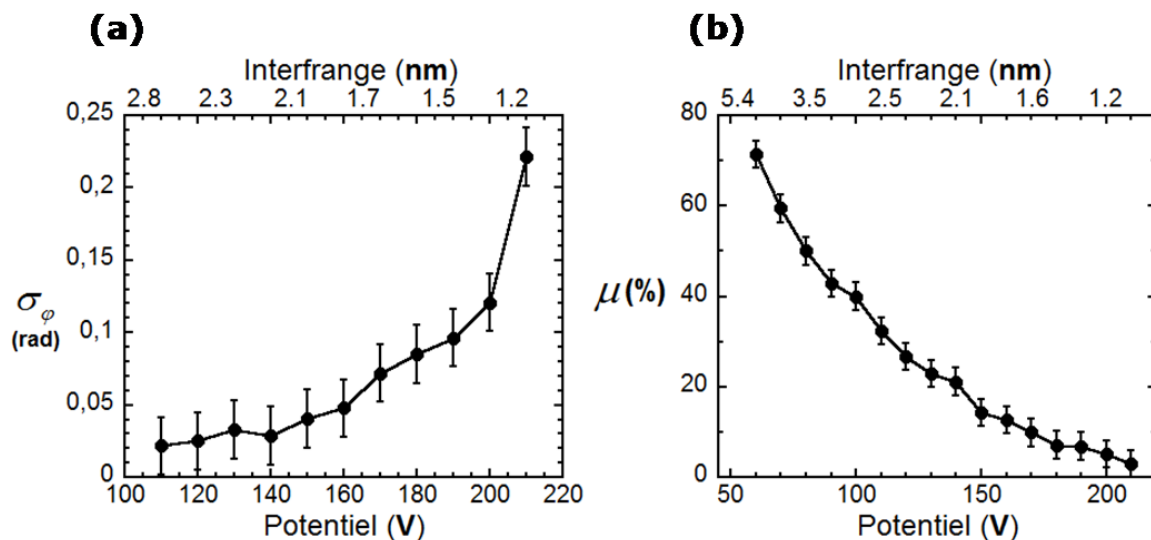 (a)
Interfrange (nm)
2.8 2.3 2.1 1.7 1.5 1.2
0,25
0,2
0,15
0,1
0,05
0
σφ
(rad)
100 120 140 160 180 200 220
Potentiel (V)
(b)
Interfrange (nm)
5.4 3.5 2.5 2.1 1.6 1.2
80
60
40
20
0
μ(%)
50 100 150 200
Potentiel (V)